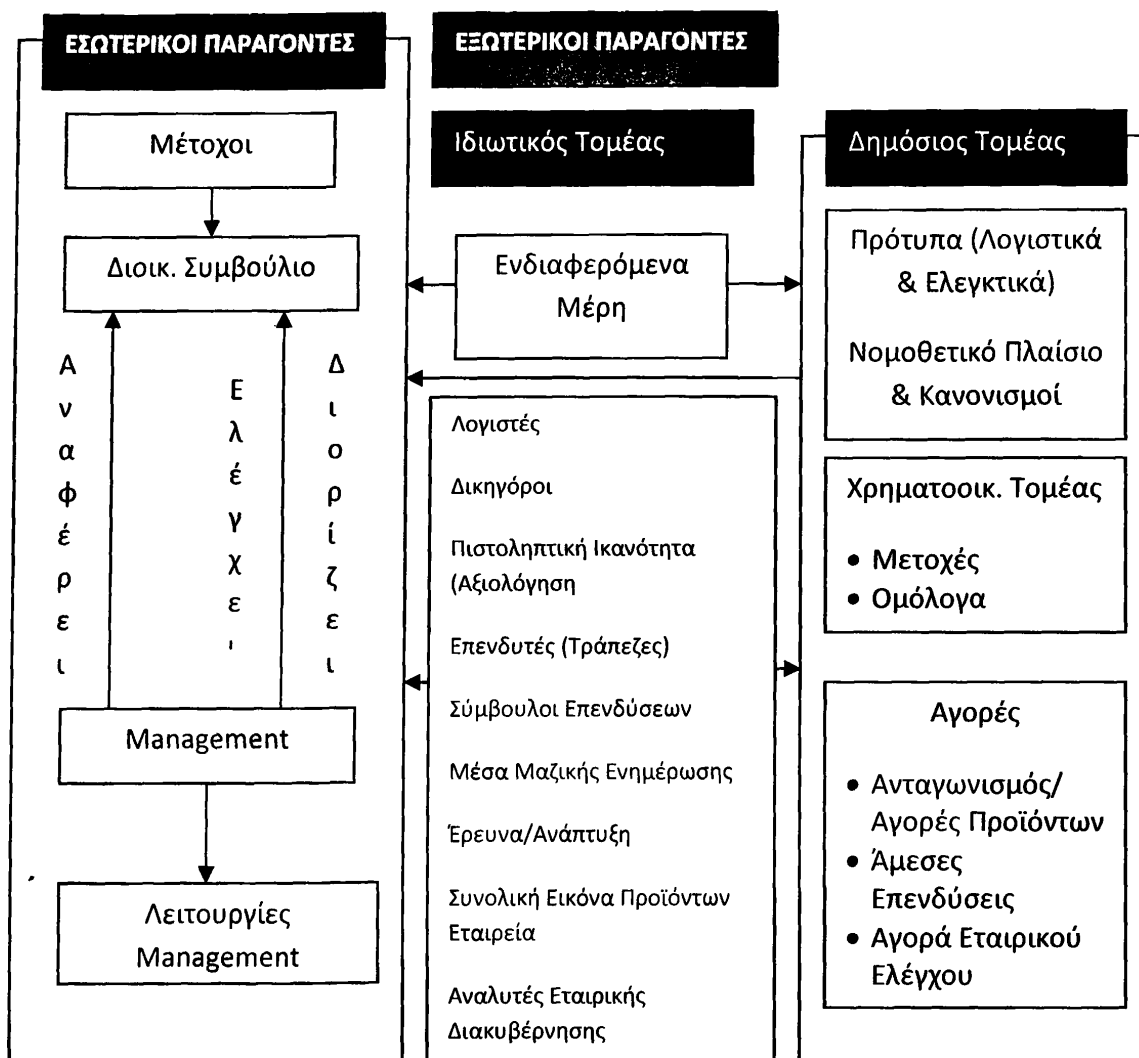 ΕΣΩΤΕΡΙΚΟΙ ΠΑΡΑΓΟΝΤΕΣ
Μέτοχοι
Διοικ. Συμβούλιο
Αναφέρει
Ελέγχε'
Διορίζει
Management
Λειτουργίες
Management
ΕΞΩΤΕΡΙΚΟΙ ΠΑΡΑΓΟΝΤΕΣ
Ιδιωτικός Τομέας
Ενδιαφερόμενα
Μέρη
Λογιστές
Δικηγόροι
Πιστοληπτική Ικανότητα
(Αξιολόγηση
Επενδυτές (Τράπεζες)
Σύμβουλοι Επενδύσεων
Μέσα Μαζικής Ενημέρωσης
Έρευνα/Ανάπτυξη
Συνολική Εικόνα Προϊόντων
Εταιρεία
Αναλυτές Εταιρικής
Διακυβέρνησης
Δημόσιος Τομέας
Πρότυπα (Λογιστικά
& Ελεγκτικά)
Νομοθετικό Πλαίσιο
& Κανονισμοί
Χρηματοοικ. Τομέας
• Μετοχές
• Ομόλογα
Αγορές
• Ανταγωνισμός/
Αγορές Προϊόντων
• Άμεσες
Επενδύσεις
• Αγορά Εταιρικού
Ελέγχου